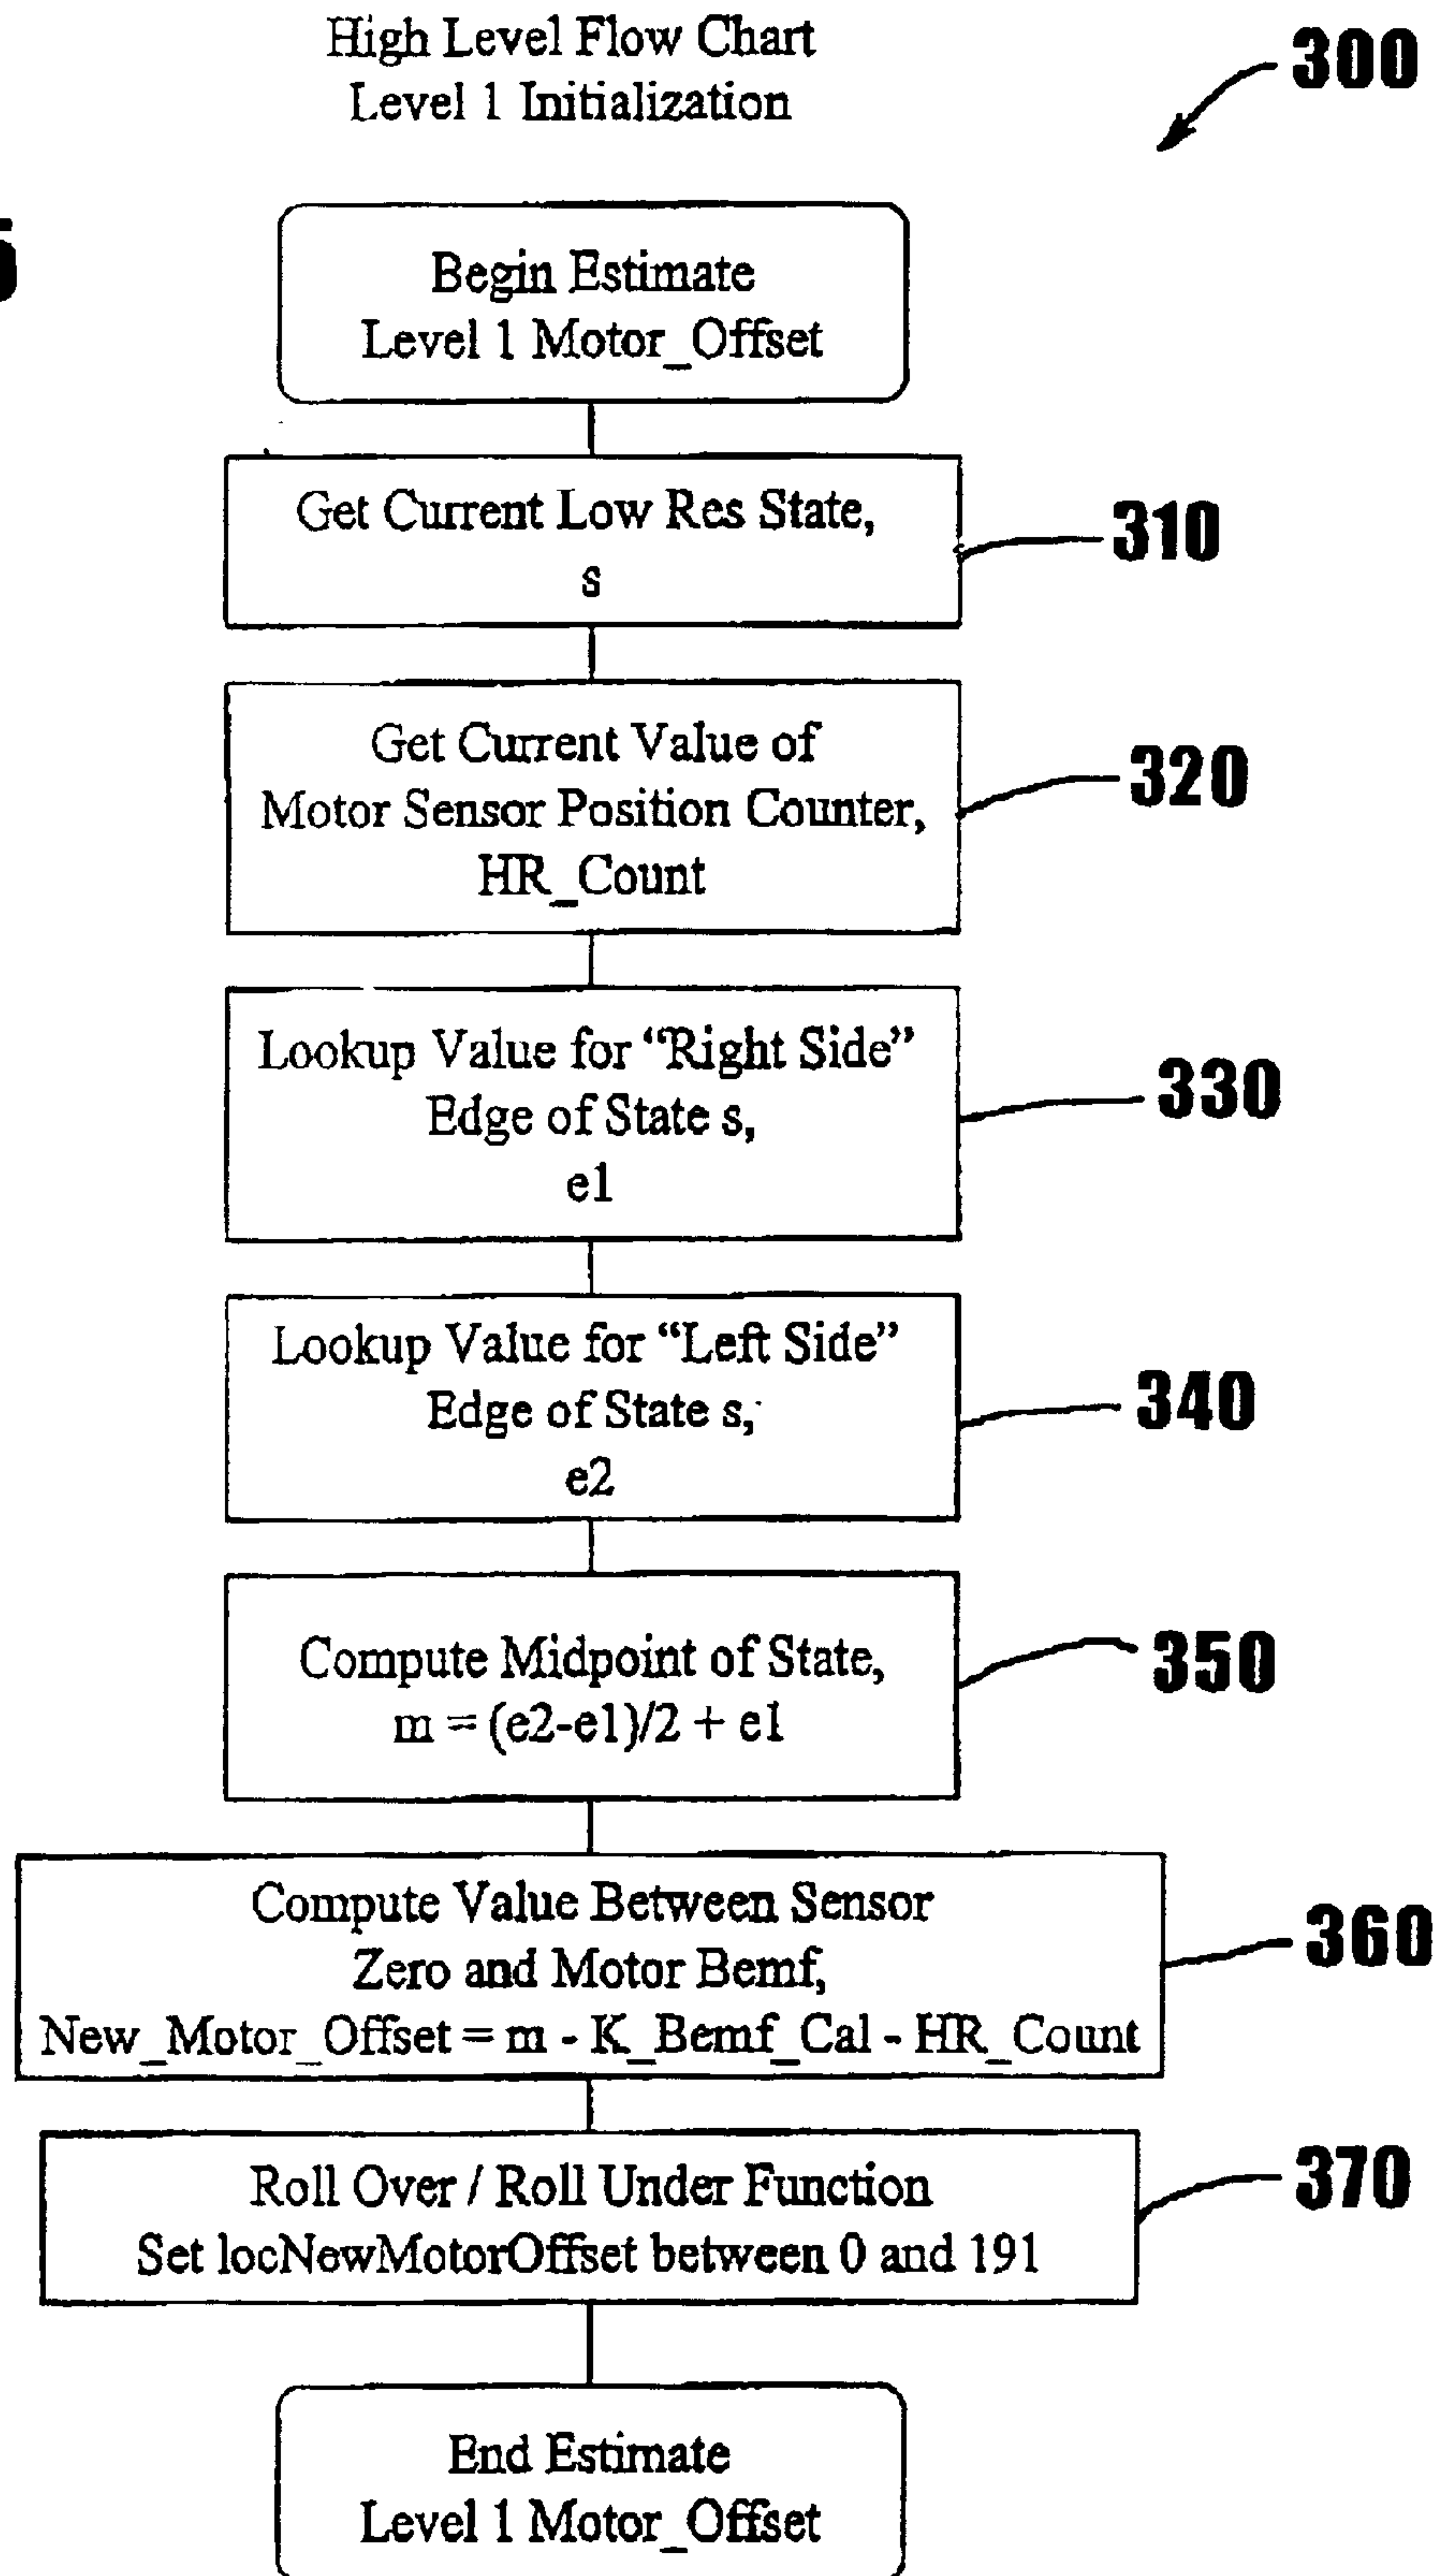 High Level Flow Chart
Level 1 Initialization
300
5
Begin Estimate
Level 1 Motor_Offset
Get Current Low Res State,
s
310
Get Current Value of
Motor Sensor Position Counter,
HR_Count
320
Lookup Value for “Right Side”
Edge of State s,
e1
330
Lookup Value for “Left Side”
Edge of State s,
e2
340
Compute Midpoint of State,
m = (e2-e1)/2 + e1
350
Compute Value Between Sensor
Zero and Motor Bemf,
New_Motor_Offset = m - K_Bemf_Cal - HR_Count
360
Roll Over / Roll Under Function
Set locNewMotorOffset between 0 and 191
370
End Estimate
Level 1 Motor_Offset